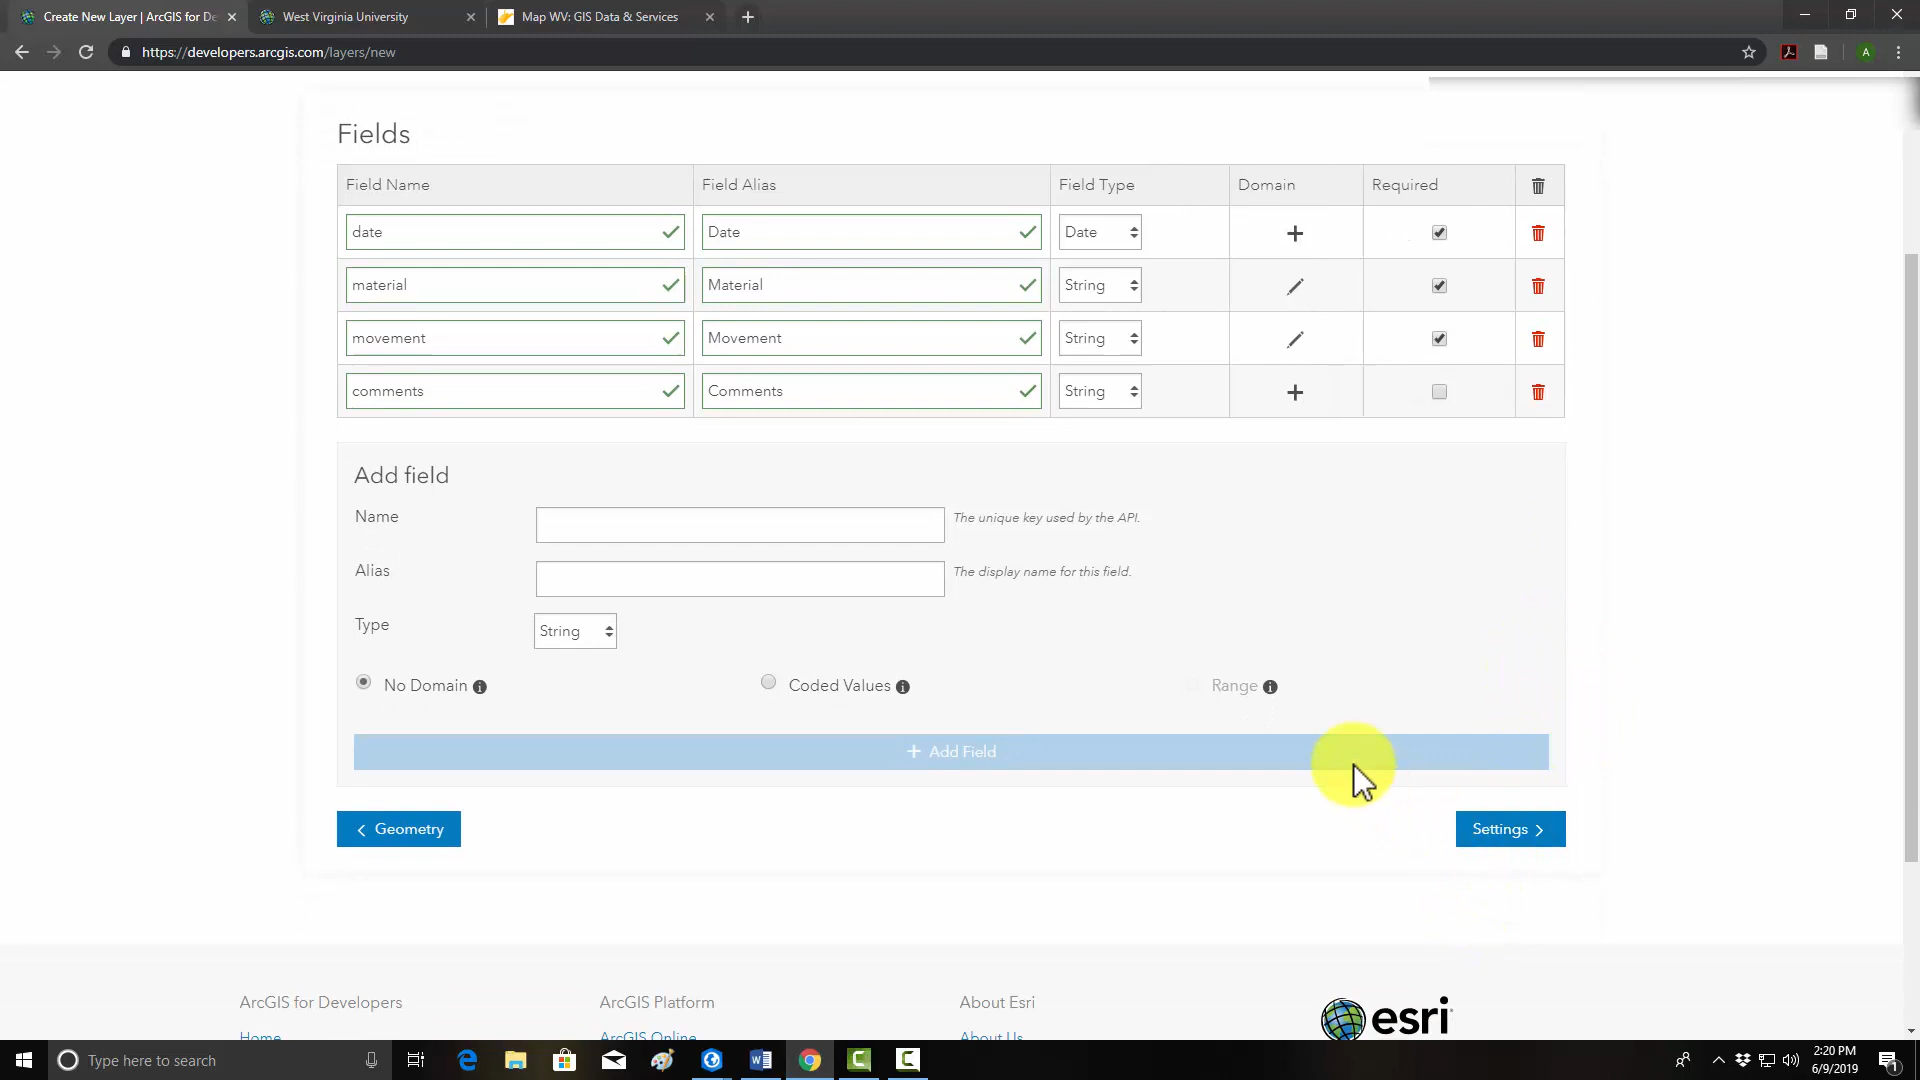 Create New Layer | ArcGIS for De
West Virginia University
Map WV: GIS Data & Services
https://developers.arcgis.com/layers/new
A
Fields
Field Name
Field Alias
Field Type
Domain
Required
date
Date
Date
material
Material
String
movement
Movement
String
comments
Comments
String
Add field
Name
The unique key used by the API.
Alias
The display name for this field.
Type
String
No Domain
Coded Values
Range
Add Field
Geometry
Settings
ArcGIS for Developers
ArcGIS Platform
About Esri
esri
Home
ArcGIS Online
About Us
Type here to search
2:20 PM
6/9/2019
1